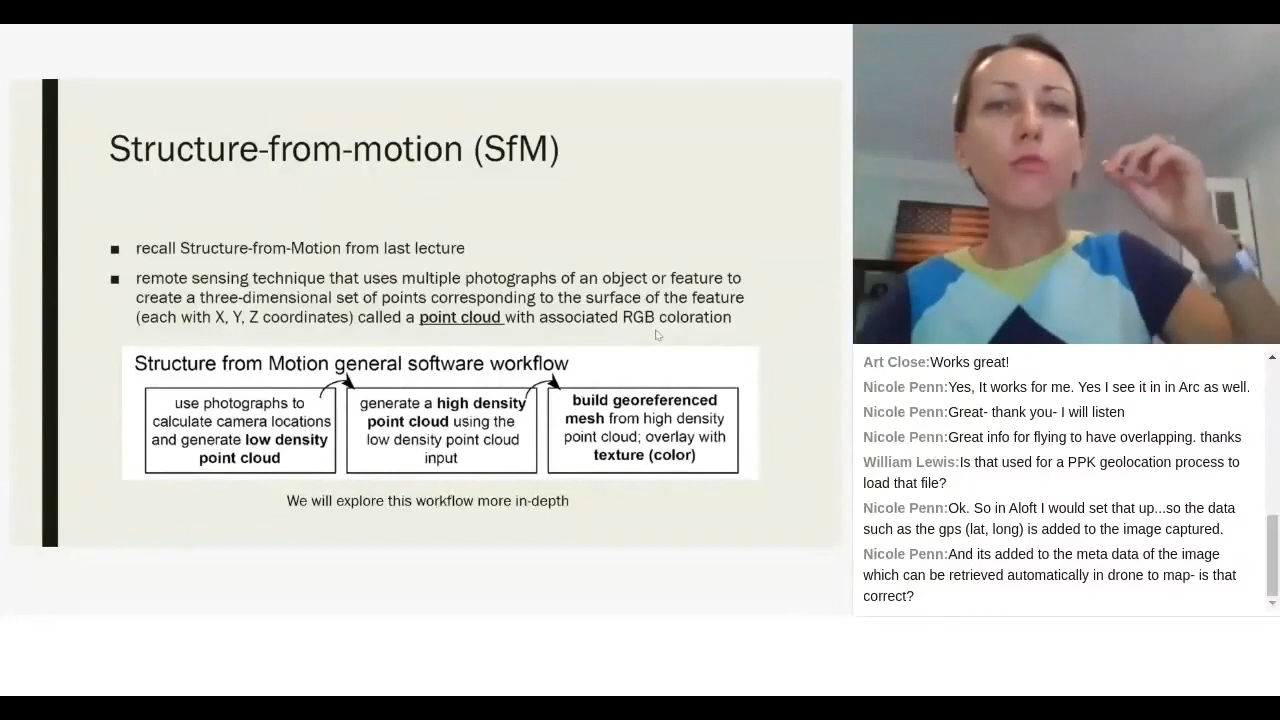 Structure-from-motion (SfM)
■ recall Structure-from-Motion from last lecture
■ remote sensing technique that uses multiple photographs of an object or feature to
create a three-dimensional set of points corresponding to the surface of the feature
(each with X, Y, Z coordinates) called a point cloud with associated RGB coloration
Structure from Motion general software workflow
use photographs to
calculate camera locations
and generate low density
point cloud
generate a high density
point cloud using the
low density point cloud
input
build georeferenced
mesh from high density
point cloud; overlay with
texture (color)
We will explore this workflow more in-depth
Art Close:Works great!
Nicole Penn:Yes, It works for me. Yes I see it in in Arc as well.
Nicole Penn:Great- thank you- I will listen
Nicole Penn:Great info for flying to have overlapping. thanks
William Lewis:Is that used for a PPK geolocation process to
load that file?
Nicole Penn:Ok. So in Aloft I would set that up...so the data
such as the gps (lat, long) is added to the image captured.
Nicole Penn:And its added to the meta data of the image
which can be retrieved automatically in drone to map- is that
correct?